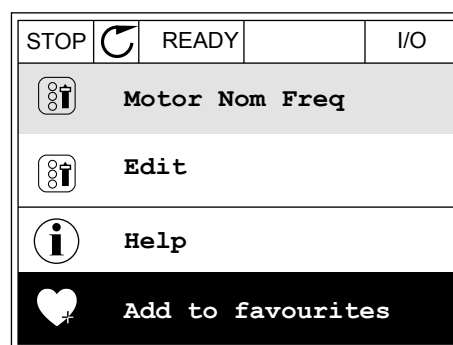 STOP READY I/O
Motor Nom Freq
Edit
Help
Add to favourites